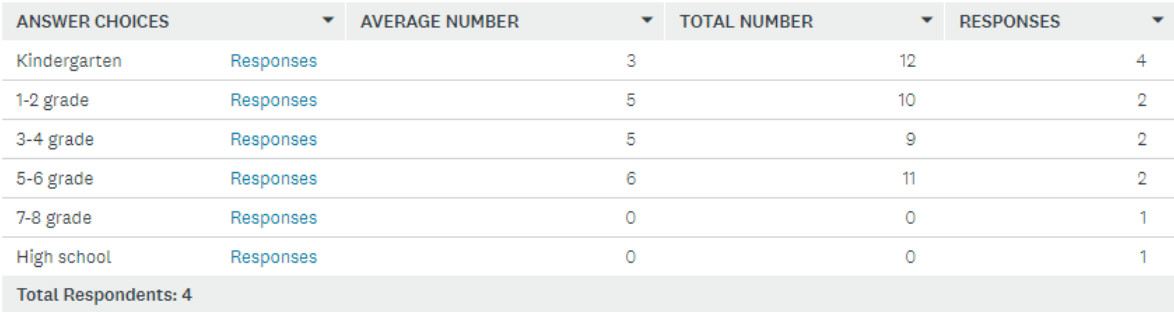 ANSWER CHOICES AVERAGE NUMBER TOTAL NUMBER RESPONSES
Kindergarten Responses 3 12 4
1-2 grade Responses 5 10 2
3-4 grade Responses 5 9 2
5-6 grade Responses 6 11 2
7-8 grade Responses 0 0 1
High school Responses 0 0 1
Total Respondents: 4